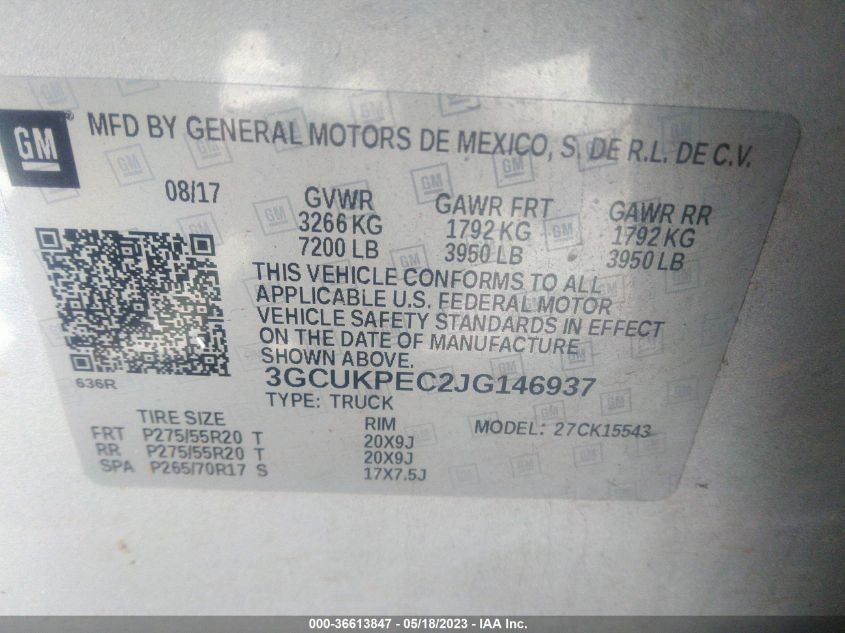 GM
MFD BY GENERAL MOTORS DE MEXICO, S. DE R.L. DE C.V.
08/17 GVWR GAWR FRT GAWR RR
3266 KG 1792 KG 1792 KG
7200 LB 3950 LB 3950 LB
THIS VEHICLE CONFORMS TO ALL
APPLICABLE U.S. FEDERAL MOTOR
VEHICLE SAFETY STANDARDS IN EFFECT
ON THE DATE OF MANUFACTURE
SHOWN ABOVE.
636R 3GCUKPEC2JG146937
TYPE: TRUCK
TIRE SIZE RIM MODEL: 27CK15543
FRT P275/55R20 T 20X9J
RR P275/55R20 T 20X9J
SPA P265/70R17 S 17X7.5J
000-36613847 — 05/18/2023 — IAA Inc.